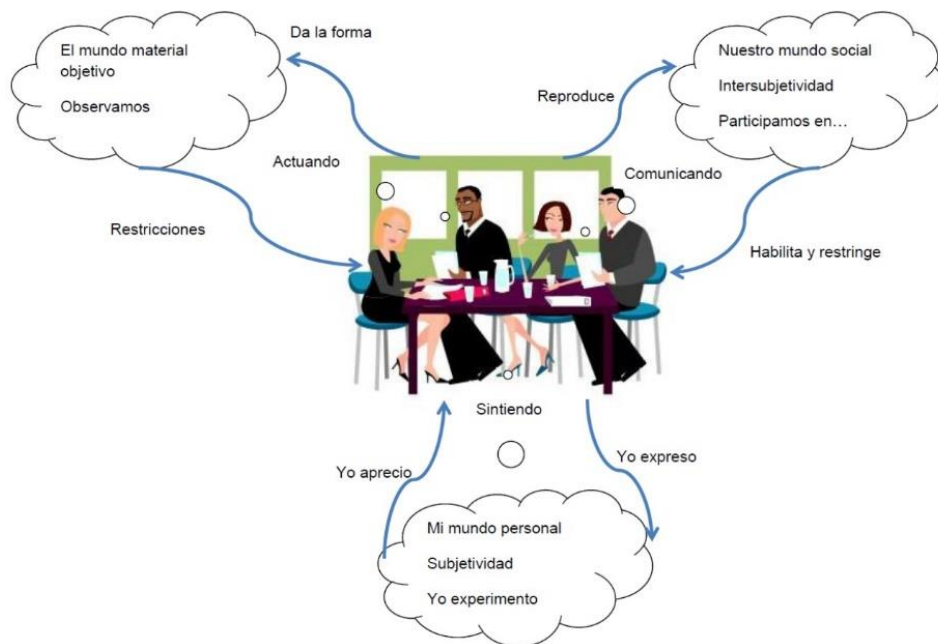 Da la forma
El mundo material
objetivo
Observamos
Nuestro mundo social
Intersubjetividad
Participamos en…
Reproduce
Actuando
Comunicando
Restricciones
Habilita y restringe
Sintiendo
Yo aprecio
Yo expreso
Mi mundo personal
Subjetividad
Yo experimento